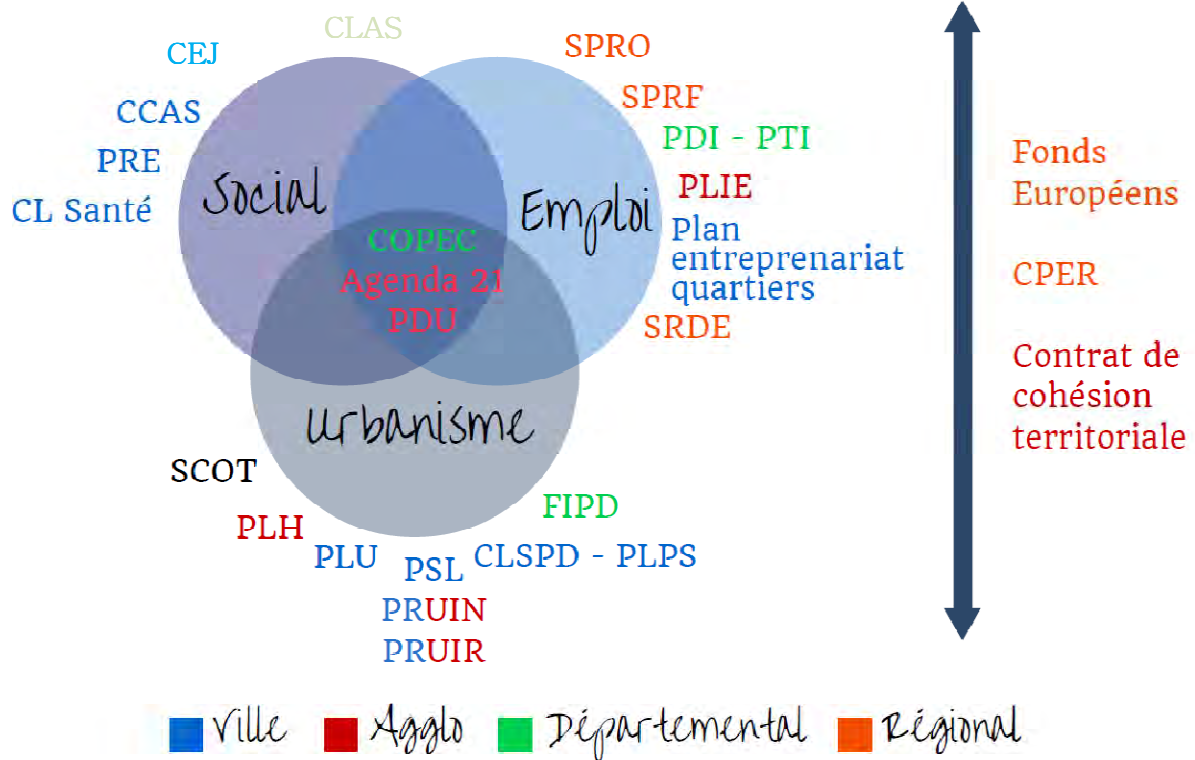 CLAS
CEJ
SPRO
CCAS
SPRF
PRE
PDI - PTI
CL Santé
Social
Emploi
PLIE
Plan
entreprenariat
quartiers
COPEC
Agenda 21
PDU
SRDE
urbanisme
SCOT
PLH
PLU
PSL
FIPD
CLSPD - PLPS
PRUIN
PRUIR
Fonds
Européens
CPER
Contrat de
cohésion
territoriale
Ville
Agglo
Départemental
Régional